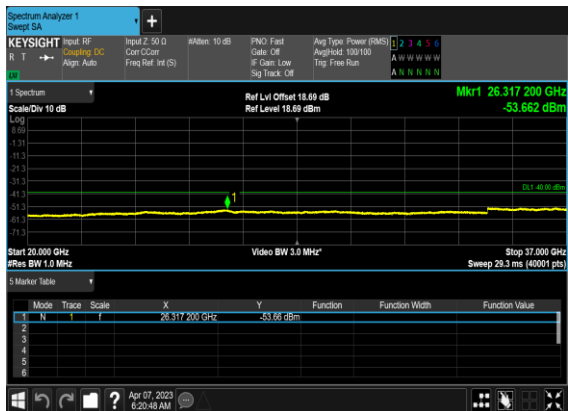 Spectrum Analyzer 1
Swept SA
+
KEYSIGHT
R T
Input: RF
Coupling: DC
Align: Auto
Input Z: 50 Ω
Corr CCorr
Freq Ref: Int (S)
#Atten: 10 dB
PNO: Fast
Gate: Off
IF Gain: Low
Sig Track: Off
Avg Type: Power (RMS)
Avg|Hold: 100/100
Trig: Free Run
1 2 3 4 5 6
A W W W W W
A N N N N N
1 Spectrum
Scale/Div 10 dB
Ref Lvl Offset 18.69 dB
Ref Level 18.69 dBm
Mkr1 26.317 200 GHz
-53.662 dBm
Log
8.69
-1.31
-11.3
-21.3
-31.3
-41.3
-51.3
-61.3
-71.3
DL1 -40.00 dBm
1
Start 20.000 GHz
#Res BW 1.0 MHz
Video BW 3.0 MHz*
Stop 37.000 GHz
Sweep 29.3 ms (40001 pts)
5 Marker Table
Mode Trace Scale X Y Function Function Width Function Value
1 N 1 f 26.317 200 GHz -53.66 dBm
2
3
4
5
6
?
Apr 07, 2023
6:20:48 AM